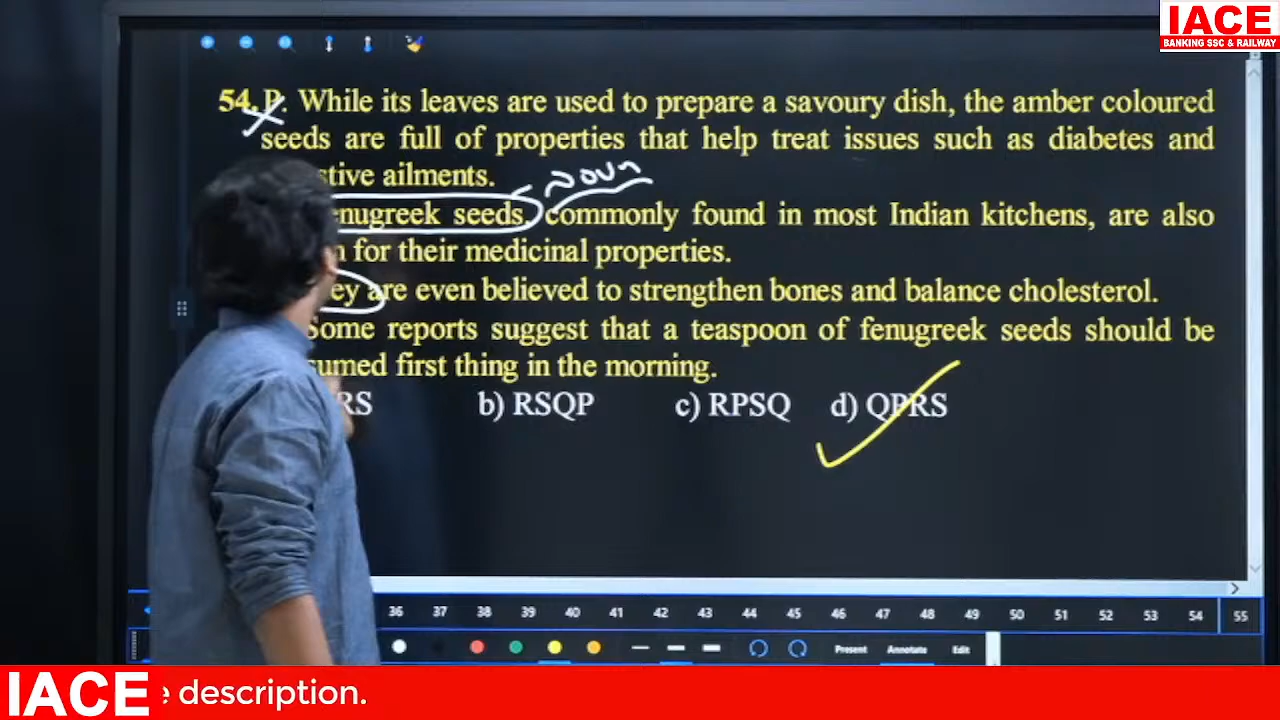 IACE
BANKING SSC & RAILWAY
54. P. While its leaves are used to prepare a savoury dish, the amber coloured
seeds are full of properties that help treat issues such as diabetes and
stive ailments.
noun
enugreek seeds, commonly found in most Indian kitchens, are also
n for their medicinal properties.
ey are even believed to strengthen bones and balance cholesterol.
Some reports suggest that a teaspoon of fenugreek seeds should be
sumed first thing in the morning.
RS b) RSQP c) RPSQ d) QPRS
36 37 38 39 40 41 42 43 44 45 46 47 48 49 50 51 52 53 54 55
Present Annotate Edit
IACE e description.